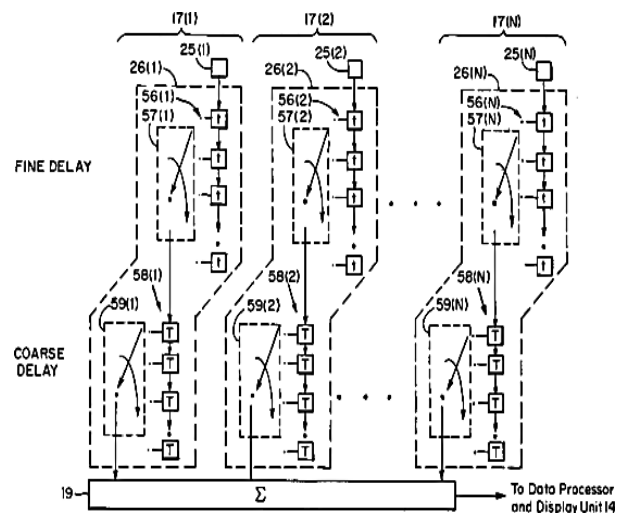 17(1) 17(2) 17(N)
25(1) 25(2) 25(N)
26(1) 26(2) 26(N)
56(1) 56(2) 56(N)
57(1) 57(2) 57(N)
t t t
FINE DELAY
t t t
t t t
t t t
58(1) 58(2) 58(N)
59(1) 59(2) 59(N)
T T T
COARSE DELAY
T T T
T T T
T T T
19 Σ To Data Processor
and Display Unit 14